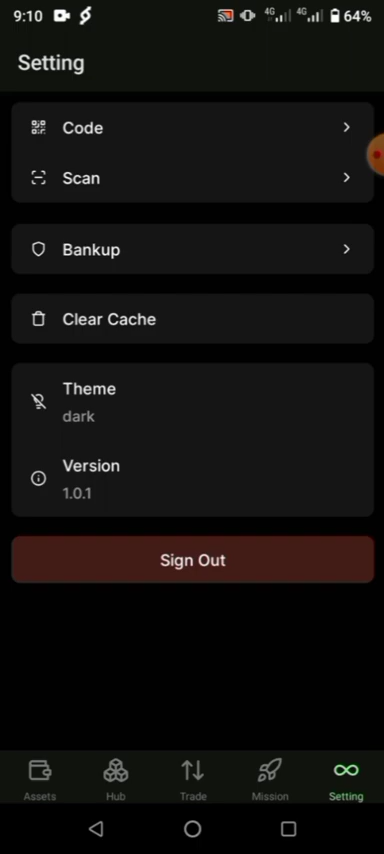 9:10 4G 4G 64%
Setting
Code
Scan
Bankup
Clear Cache
Theme
dark
Version
1.0.1
Sign Out
Assets Hub Trade Mission Setting